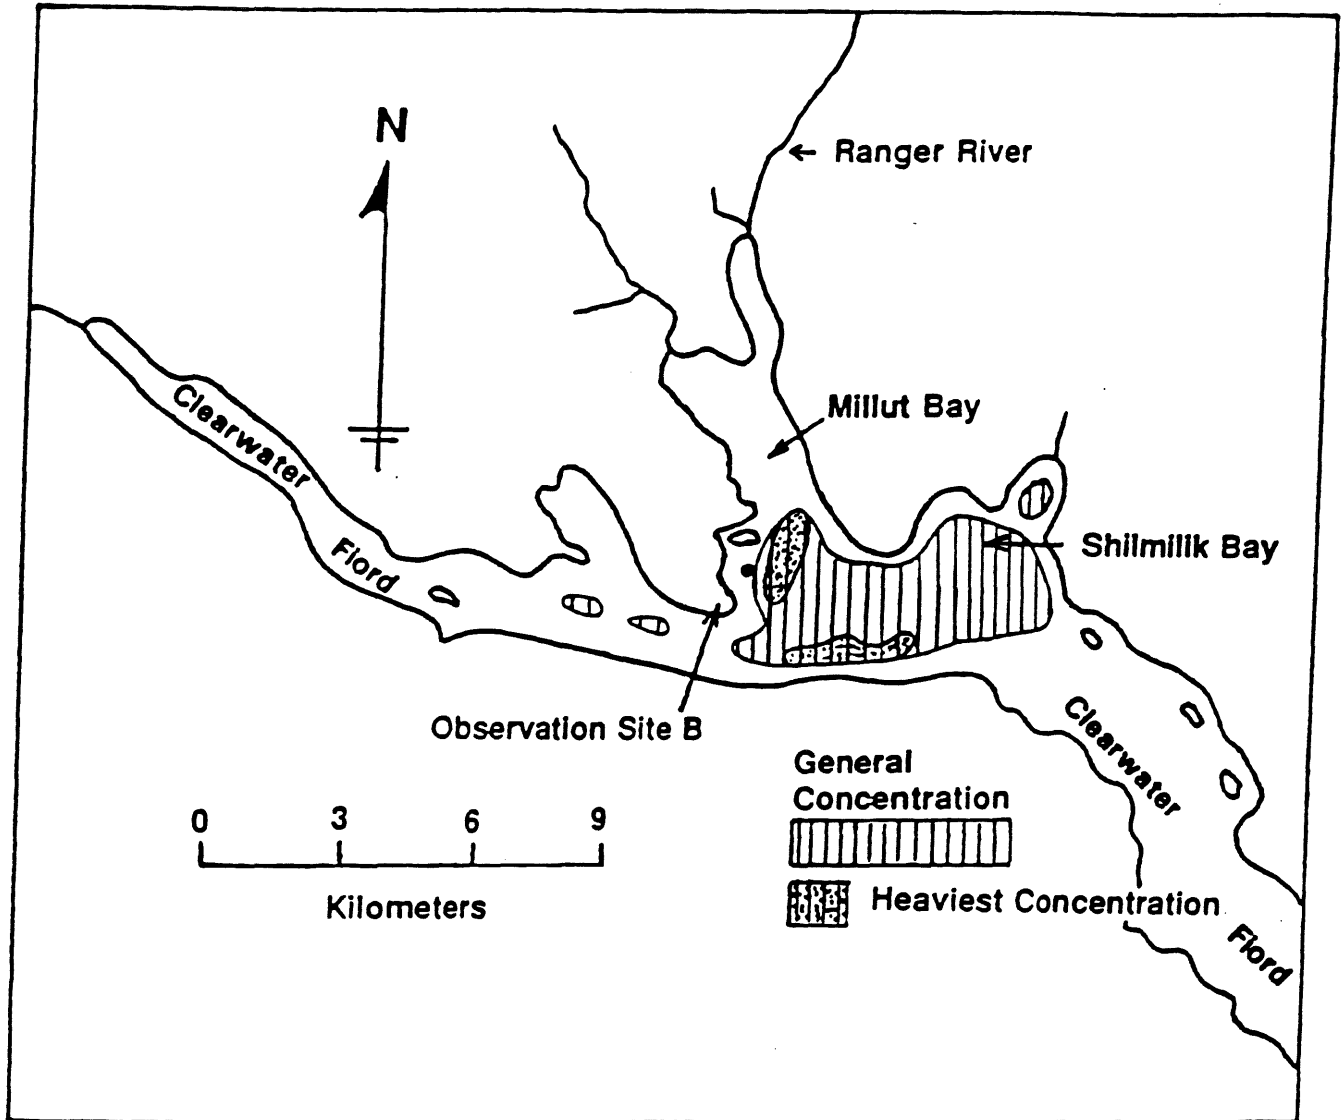 N
Ranger River
Millut Bay
Clearwater
Fiord
Shilmilik Bay
Observation Site B
Clearwater
Fiord
General
Concentration
Heaviest Concentration
0 3 6 9
Kilometers